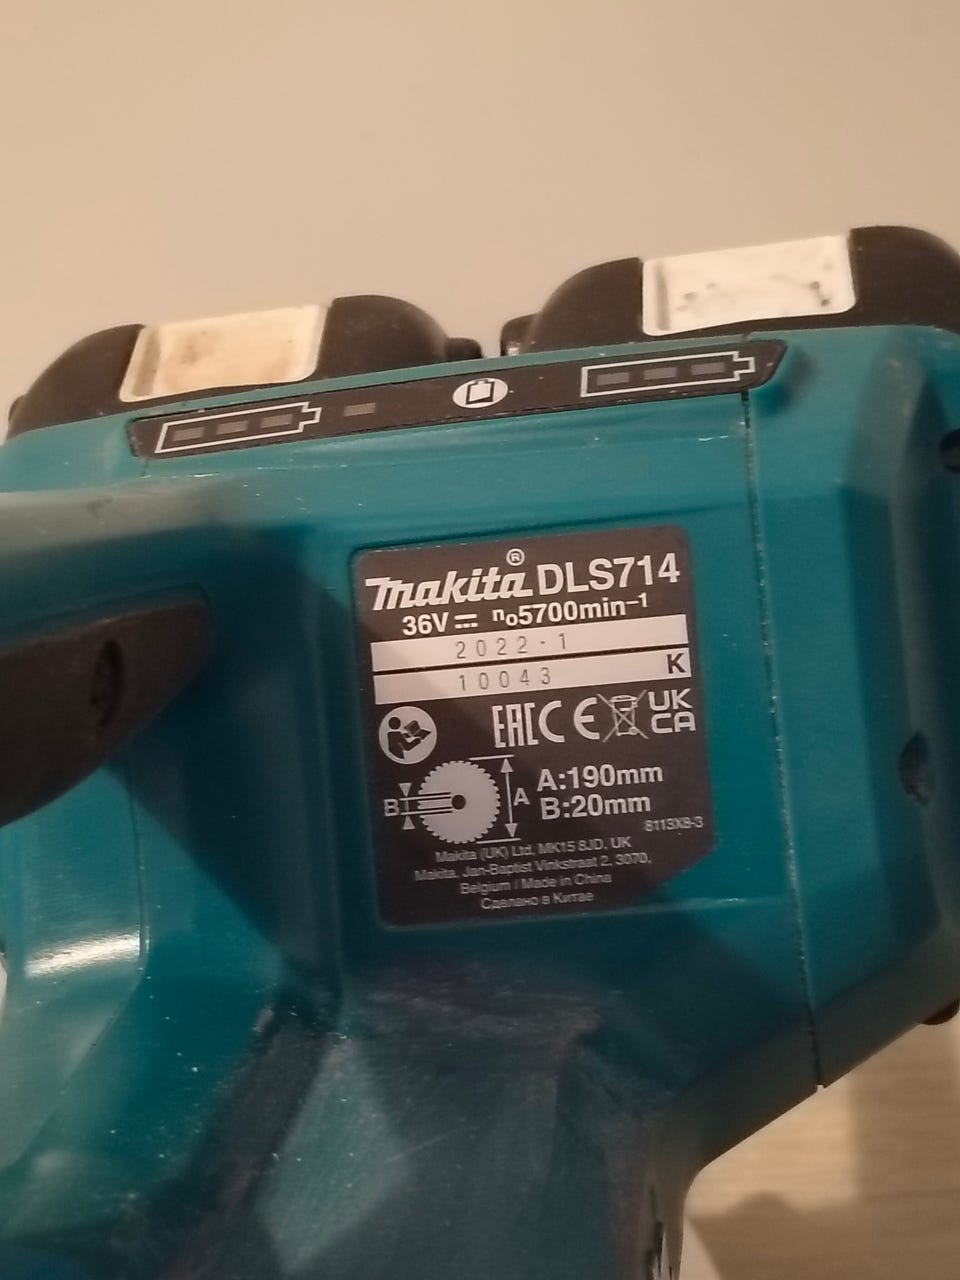 makita® DLS714
36V⎓ n₀5700min⁻¹
2022-1
10043 K
EAC CE UK CA
A
A:190mm
B
B:20mm
8113X8-3
Makita (UK) Ltd, MK15 8JD, UK
Makita, Jan-Baptist Vinkstraat 2, 3070,
Belgium / Made in China
Сделано в Китае